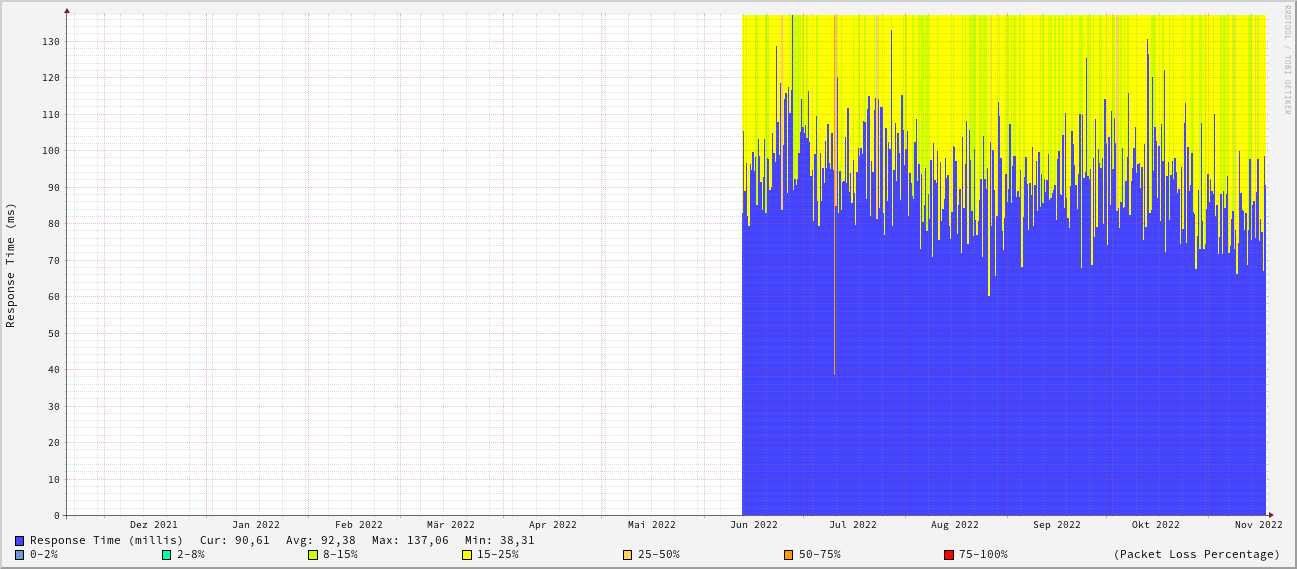 RRDTOOL / TOBI OETIKER
Response Time (ms)
130
120
110
100
90
80
70
60
50
40
30
20
10
0
Dez 2021 Jan 2022 Feb 2022 Mär 2022 Apr 2022 Mai 2022 Jun 2022 Jul 2022 Aug 2022 Sep 2022 Okt 2022 Nov 2022
Response Time (millis) Cur: 90,61 Avg: 92,38 Max: 137,06 Min: 38,31
0-2% 2-8% 8-15% 15-25% 25-50% 50-75% 75-100% (Packet Loss Percentage)